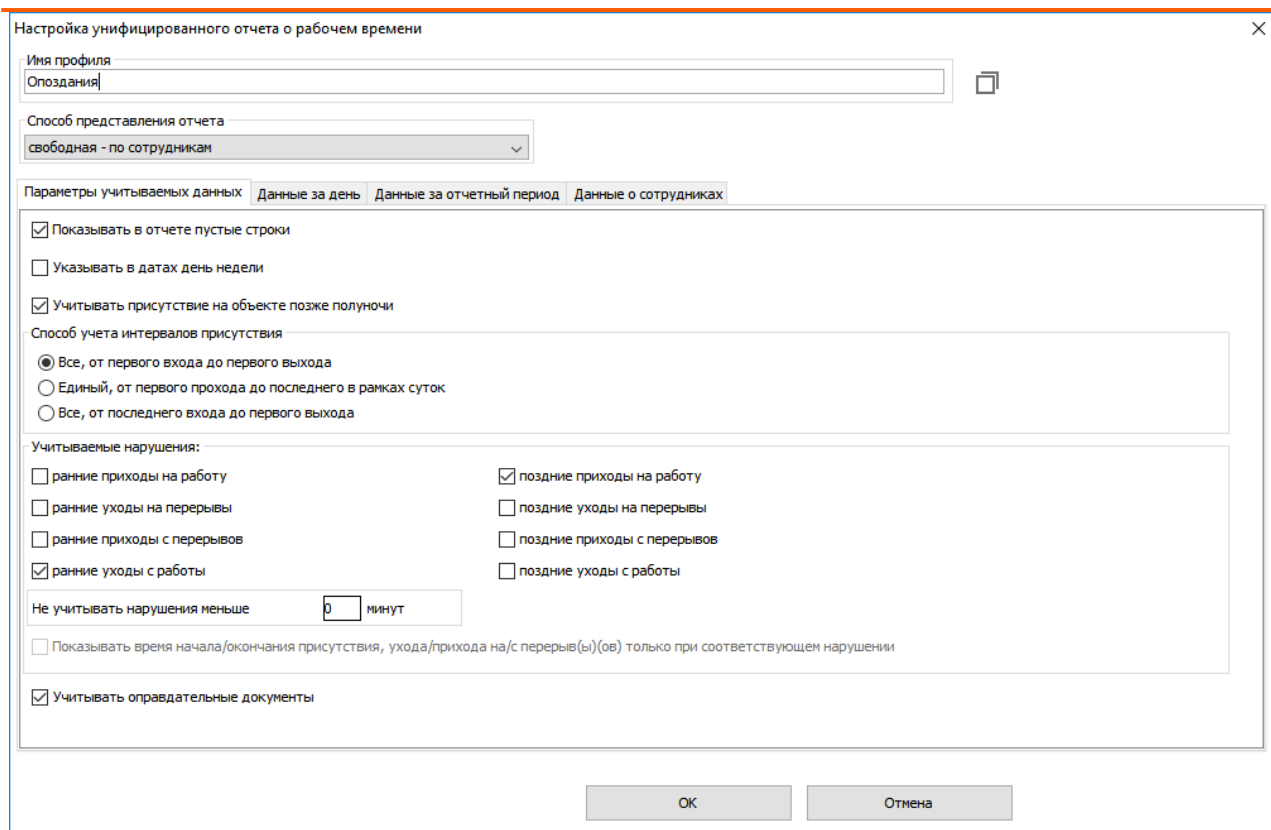 Настройка унифицированного отчета о рабочем времени
Имя профиля
Опоздания
Способ представления отчета
свободная - по сотрудникам
Параметры учитываемых данных Данные за день Данные за отчетный период Данные о сотрудниках
Показывать в отчете пустые строки
Указывать в датах день недели
Учитывать присутствие на объекте позже полуночи
Способ учета интервалов присутствия
Все, от первого входа до первого выхода
Единый, от первого прохода до последнего в рамках суток
Все, от последнего входа до первого выхода
Учитываемые нарушения:
ранние приходы на работу поздние приходы на работу
ранние уходы на перерывы поздние уходы на перерывы
ранние приходы с перерывов поздние приходы с перерывов
ранние уходы с работы поздние уходы с работы
Не учитывать нарушения меньше 0 минут
Показывать время начала/окончания присутствия, ухода/прихода на/с перерыв(ы)(ов) только при соответствующем нарушении
Учитывать оправдательные документы
ОК Отмена